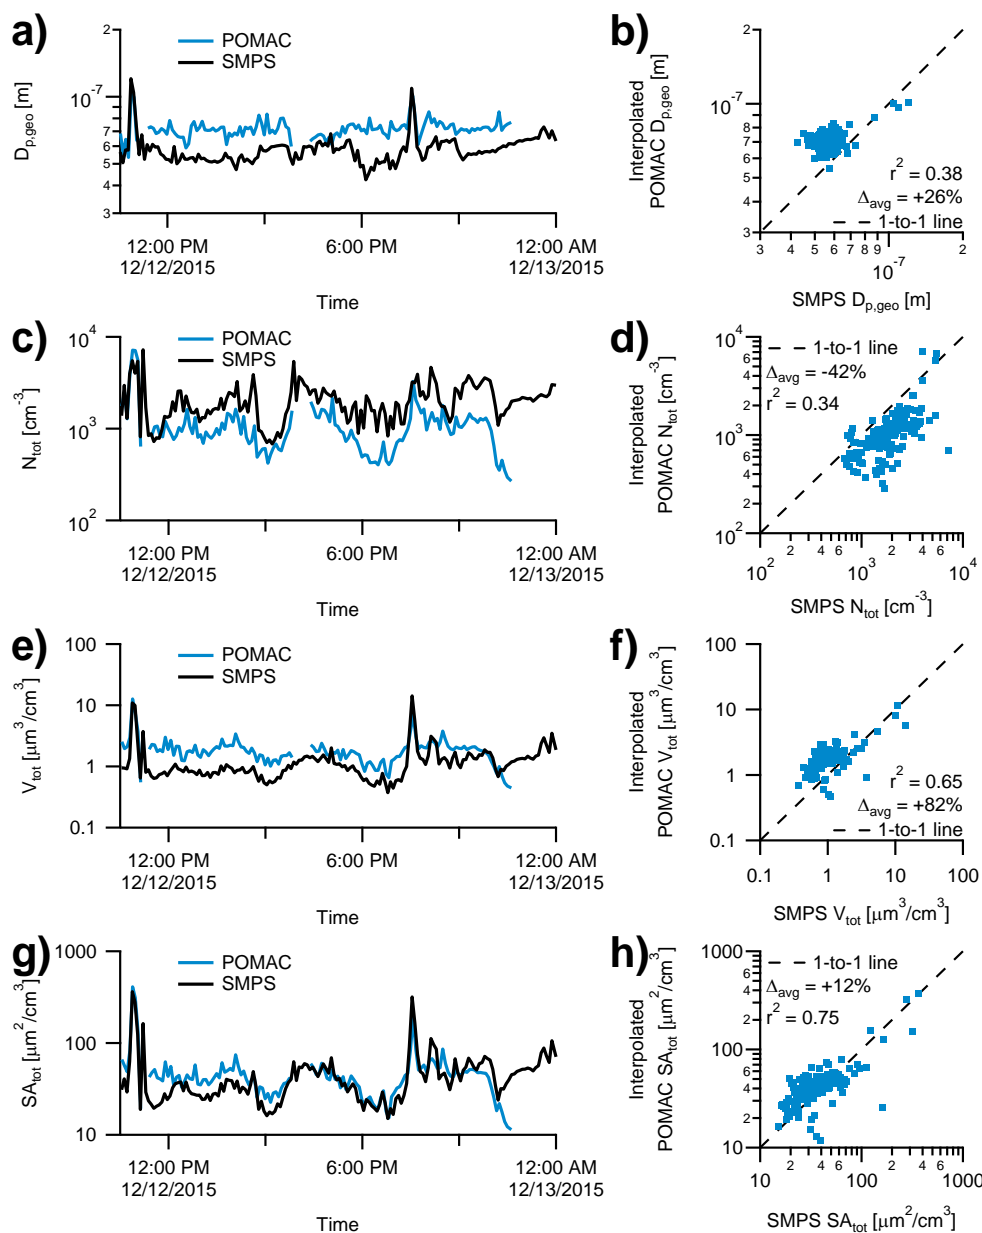 a)
POMAC
SMPS
D_p,geo [m]
2
10^-7
7
6
5
4
3
12:00 PM
12/12/2015
6:00 PM
12:00 AM
12/13/2015
Time
b)
Interpolated
POMAC D_p,geo [m]
2
10^-7
8
7
6
5
4
3
r^2 = 0.38
Δ_avg = +26%
1-to-1 line
3 4 5 6 7 8 9 2
10^-7
SMPS D_p,geo [m]
c)
POMAC
SMPS
N_tot [cm^-3]
10^4
10^3
10^2
12:00 PM
12/12/2015
6:00 PM
12:00 AM
12/13/2015
Time
d)
Interpolated
POMAC N_tot [cm^-3]
10^4
6
4
2
10^3
6
4
2
10^2
1-to-1 line
Δ_avg = -42%
r^2 = 0.34
2 4 6 2 4 6
10^2 10^3 10^4
SMPS N_tot [cm^-3]
e)
POMAC
SMPS
V_tot [μm^3/cm^3]
100
10
1
0.1
12:00 PM
12/12/2015
6:00 PM
12:00 AM
12/13/2015
Time
f)
Interpolated
POMAC V_tot [μm^3/cm^3]
100
10
1
0.1
r^2 = 0.65
Δ_avg = +82%
1-to-1 line
0.1 1 10 100
SMPS V_tot [μm^3/cm^3]
g)
POMAC
SMPS
SA_tot [μm^2/cm^3]
1000
100
10
12:00 PM
12/12/2015
6:00 PM
12:00 AM
12/13/2015
Time
h)
Interpolated
POMAC SA_tot [μm^2/cm^3]
1000
6
4
2
100
6
4
2
10
1-to-1 line
Δ_avg = +12%
r^2 = 0.75
2 4 6 2 4 6
10 100 1000
SMPS SA_tot [μm^2/cm^3]